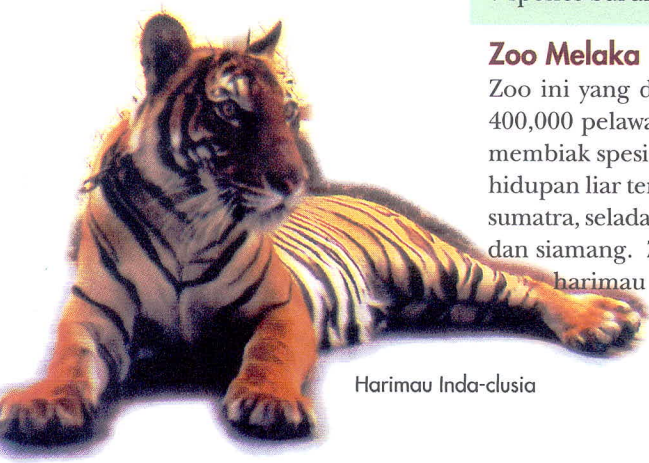 Zoo Melaka
Zoo ini yang d
400,000 pelawa
membiak spesi
hidupan liar ter
sumatra, selada
dan siamang.
harimau
Harimau Inda-clusia